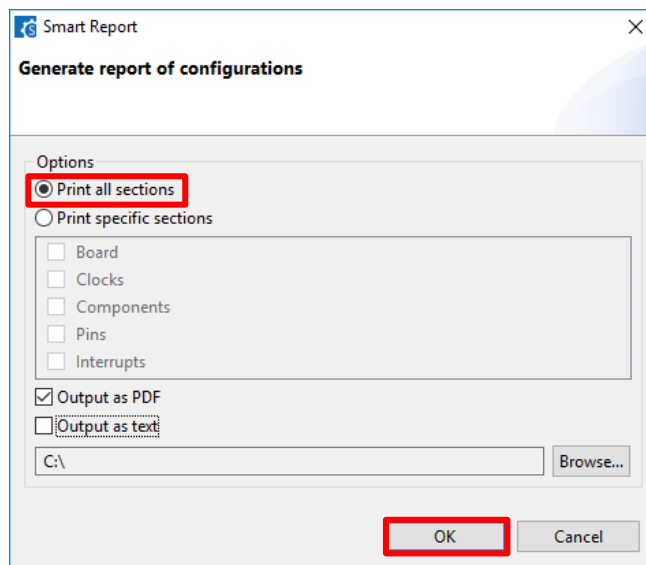 Smart Report
Generate report of configurations
Options
Print all sections
Print specific sections
Board
Clocks
Components
Pins
Interrupts
Output as PDF
Output as text
C:\
Browse...
OK
Cancel